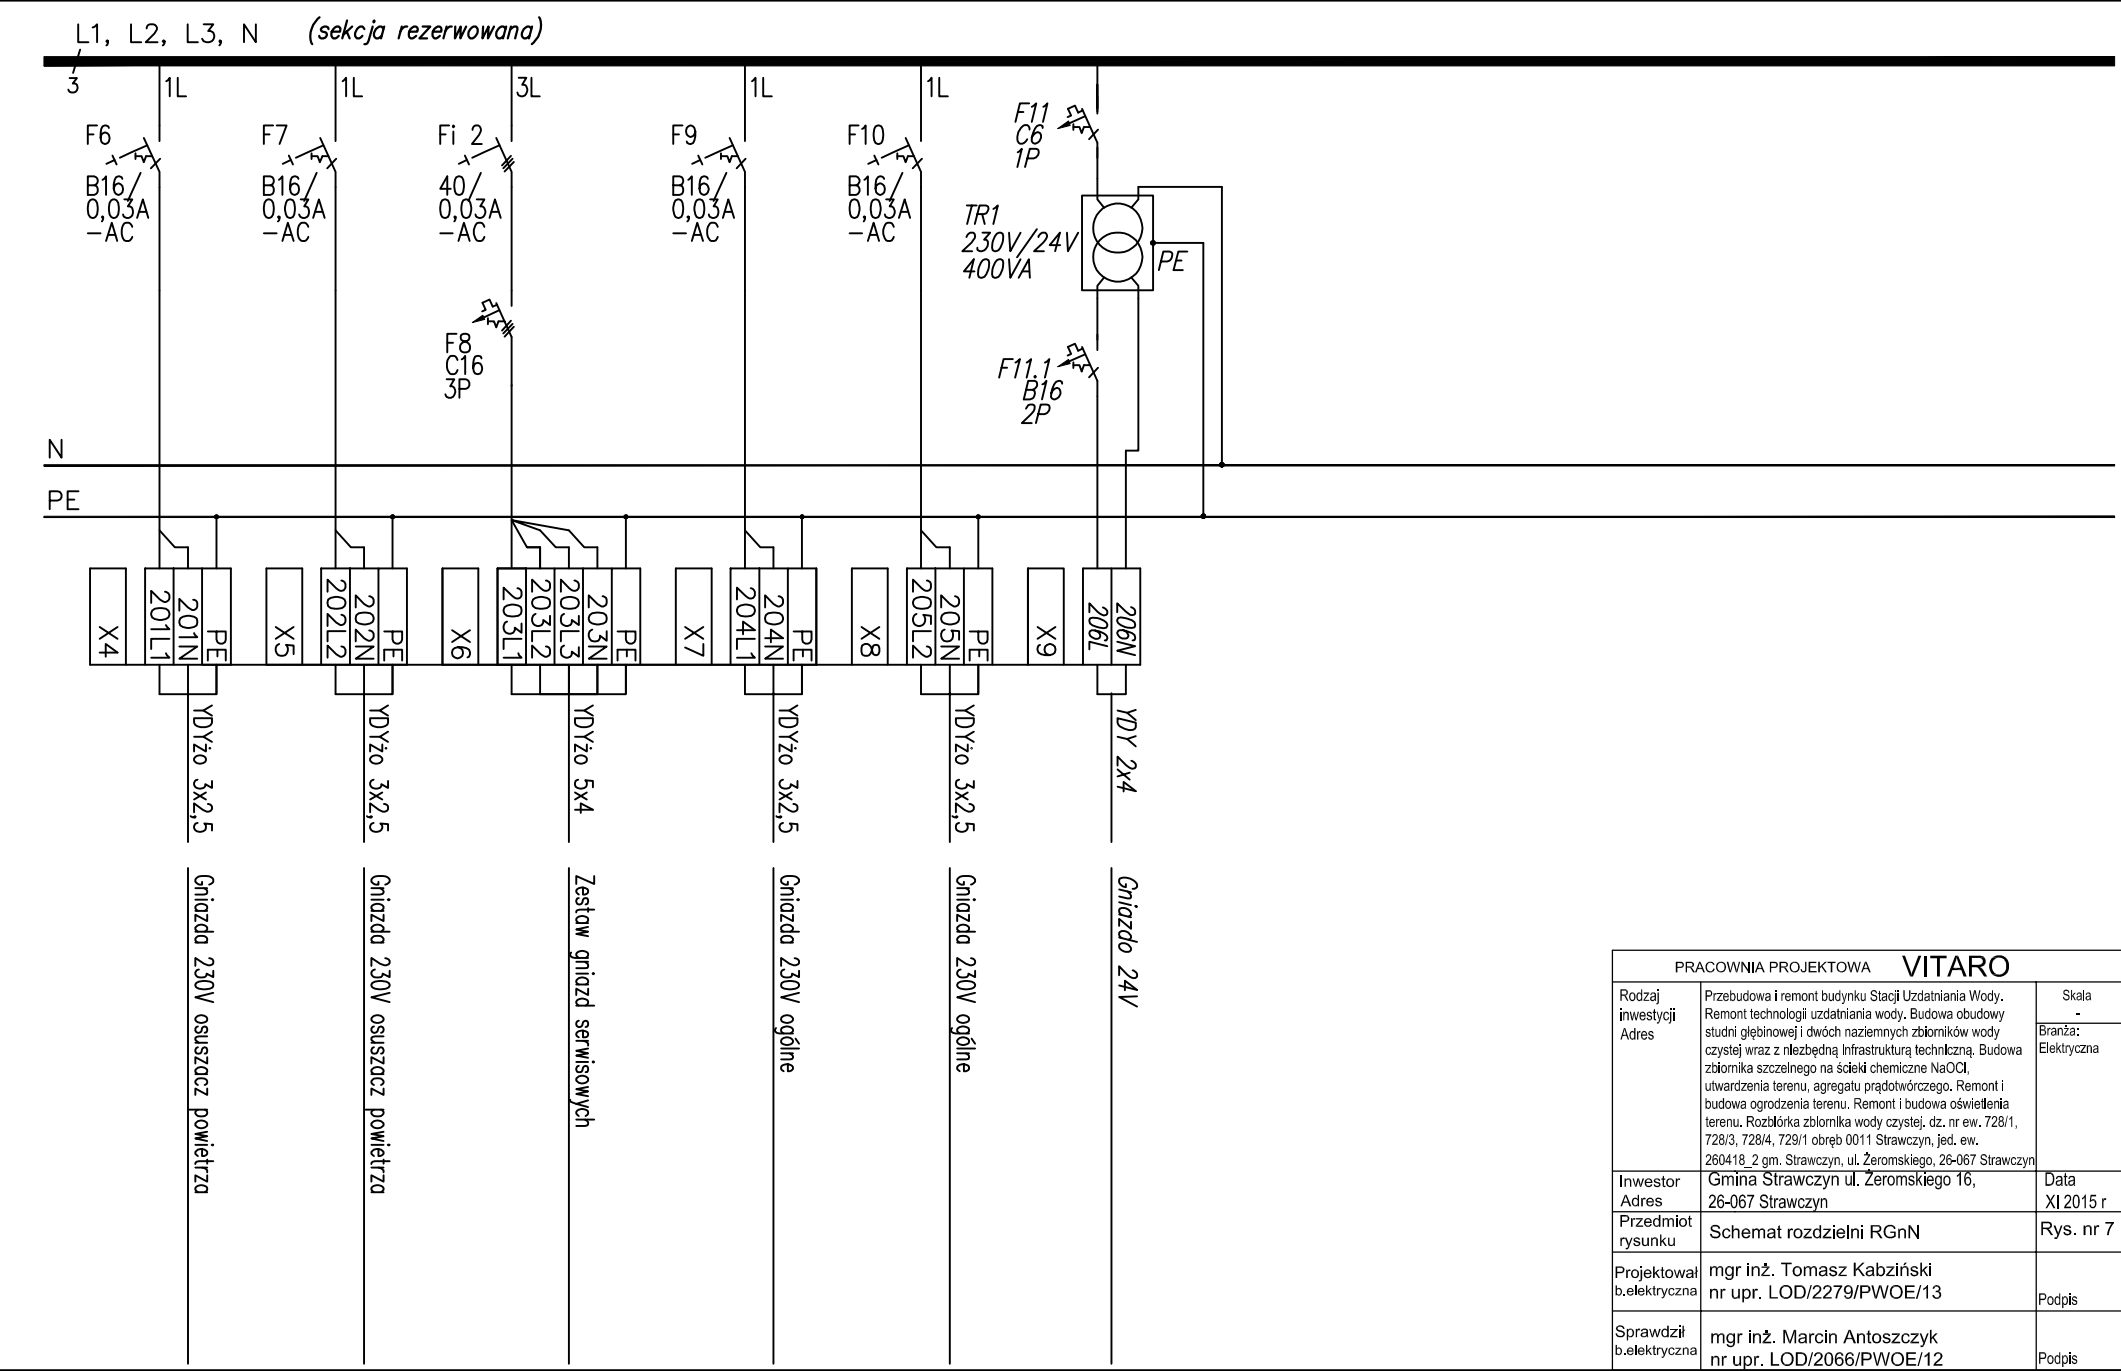 L1, L2, L3, N (sekcja rezerwowana)
3
1L
1L
3L
1L
1L
F6
B16/
0,03A
-AC
F7
B16/
0,03A
-AC
Fi 2
40/
0,03A
-AC
F8
C16
3P
F9
B16/
0,03A
-AC
F10
B16/
0,03A
-AC
F11
C6
1P
TR1
230V/24V
400VA
PE
F11.1
B16
2P
N
PE
X4
201L1
201N
PE
X5
202L2
202N
PE
X6
203L1
203L2
203L3
203N
PE
X7
204L1
204N
PE
X8
205L2
205N
PE
X9
206L
206N
YDYżo 3x2,5
YDYżo 3x2,5
YDYżo 5x4
YDYżo 3x2,5
YDYżo 3x2,5
YDY 2x4
Gniazda 230V osuszacz powietrza
Gniazda 230V osuszacz powietrza
Zestaw gniazd serwisowych
Gniazda 230V ogólne
Gniazda 230V ogólne
Gniazdo 24V
PRACOWNIA PROJEKTOWA VITARO
Rodzaj
inwestycji
Adres
Przebudowa i remont budynku Stacji Uzdatniania Wody.
Remont technologii uzdatniania wody. Budowa obudowy
studni głębinowej i dwóch naziemnych zbiorników wody
czystej wraz z niezbędną infrastrukturą techniczną. Budowa
zbiornika szczelnego na ścieki chemiczne NaOCl,
utwardzenia terenu, agregatu prądotwórczego. Remont i
budowa ogrodzenia terenu. Remont i budowa oświetlenia
terenu. Rozbiórka zbiornika wody czystej. dz. nr ew. 728/1,
728/3, 728/4, 729/1 obręb 0011 Strawczyn, jed. ew.
260418_2 gm. Strawczyn, ul. Żeromskiego, 26-067 Strawczyn
Skala
-
Branża:
Elektryczna
Inwestor
Adres
Gmina Strawczyn ul. Żeromskiego 16,
26-067 Strawczyn
Data
XI 2015 r
Przedmiot
rysunku
Schemat rozdzielni RGnN
Rys. nr 7
Projektował
b.elektryczna
mgr inż. Tomasz Kabziński
nr upr. LOD/2279/PWOE/13
Podpis
Sprawdził
b.elektryczna
mgr inż. Marcin Antoszczyk
nr upr. LOD/2066/PWOE/12
Podpis